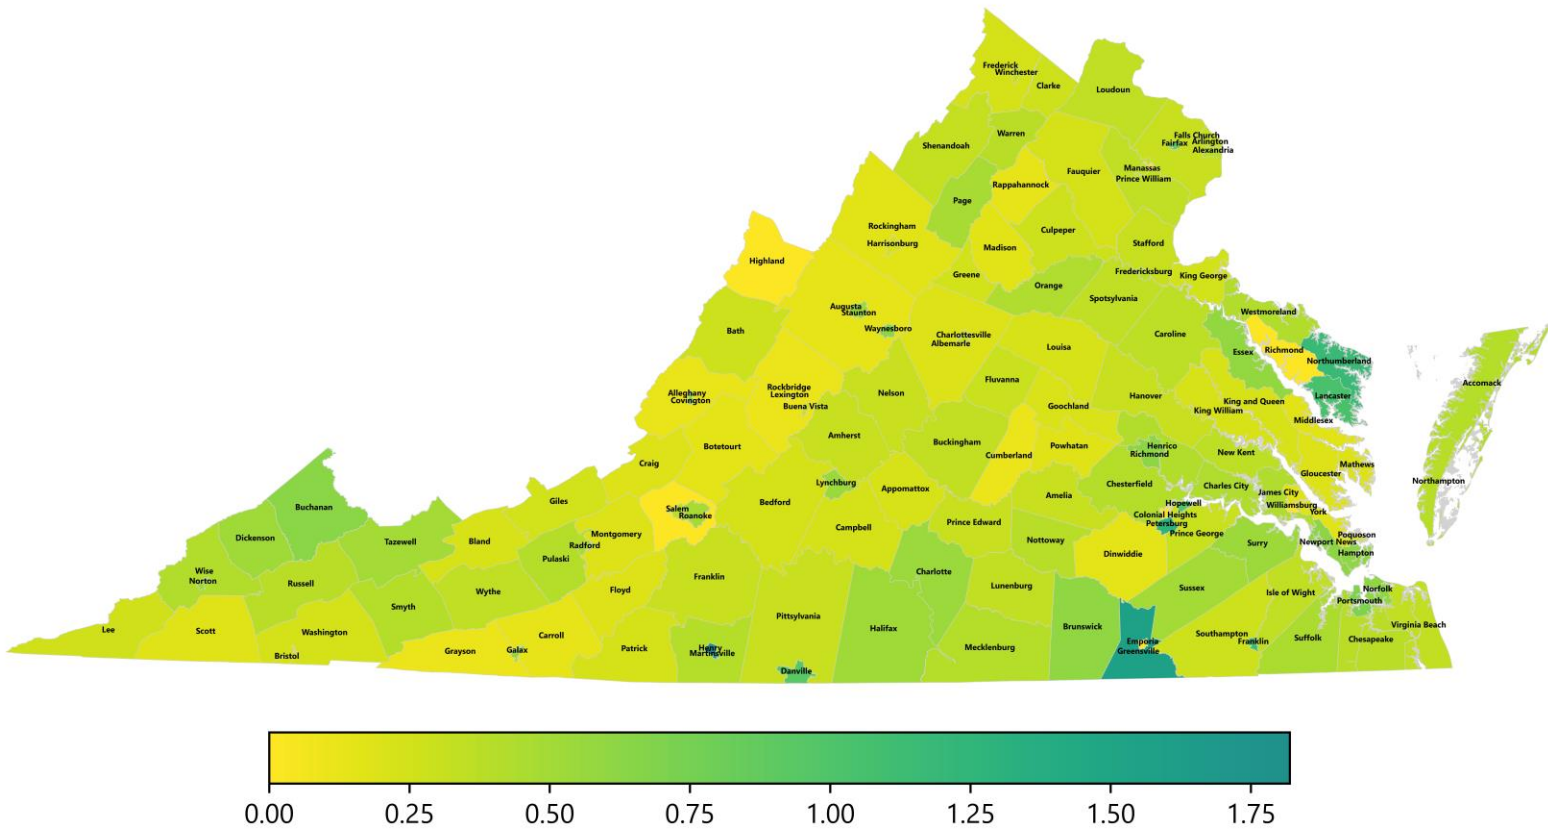 Frederick
Winchester
Clarke
Loudoun
Warren
Shenandoah
Falls Church
Fairfax
Arlington
Alexandria
Fauquier
Manassas
Prince William
Rappahannock
Page
Rockingham
Harrisonburg
Madison
Culpeper
Stafford
Highland
Greene
Fredericksburg
King George
Orange
Spotsylvania
Augusta
Staunton
Waynesboro
Westmoreland
Bath
Charlottesville
Albemarle
Louisa
Caroline
Essex
Richmond
Northumberland
Accomack
Fluvanna
Alleghany
Covington
Rockbridge
Lexington
Buena Vista
Nelson
Goochland
Hanover
King and Queen
King William
Lancaster
Middlesex
Amherst
Buckingham
Cumberland
Powhatan
Henrico
Richmond
New Kent
Botetourt
Craig
Gloucester
Mathews
Northampton
Lynchburg
Appomattox
Amelia
Chesterfield
Charles City
James City
Williamsburg
York
Giles
Salem
Roanoke
Bedford
Campbell
Prince Edward
Hopewell
Colonial Heights
Petersburg
Prince George
Buchanan
Dickenson
Tazewell
Bland
Montgomery
Radford
Pulaski
Nottoway
Dinwiddie
Surry
Newport News
Poquoson
Hampton
Wise
Norton
Russell
Smyth
Wythe
Floyd
Franklin
Charlotte
Lunenburg
Sussex
Isle of Wight
Norfolk
Portsmouth
Lee
Scott
Washington
Bristol
Grayson
Galax
Carroll
Patrick
Henry
Martinsville
Pittsylvania
Danville
Halifax
Mecklenburg
Brunswick
Emporia
Greensville
Southampton
Franklin
Suffolk
Chesapeake
Virginia Beach
0.00 0.25 0.50 0.75 1.00 1.25 1.50 1.75